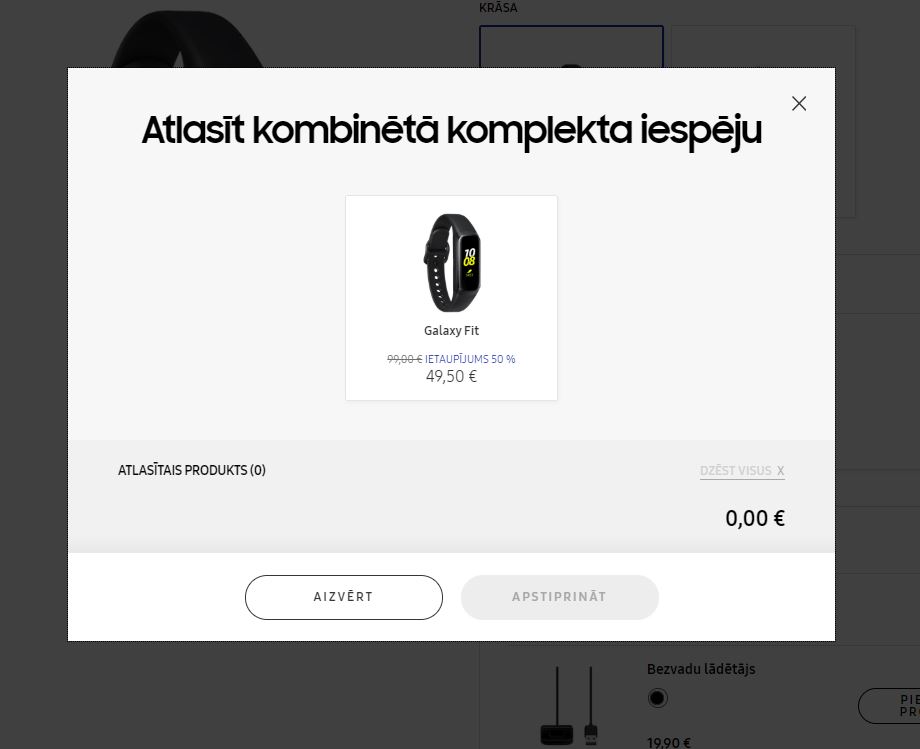 KRĀSA
Atlasīt kombinētā komplekta iespēju
10
08
Galaxy Fit
99,00 € IETAUPĪJUMS 50 %
49,50 €
ATLASĪTAIS PRODUKTS (0)
DZĒST VISUS X
0,00 €
AIZVĒRT
APSTIPRINĀT
Bezvadu lādētājs
PIE
PRO
19,90 €